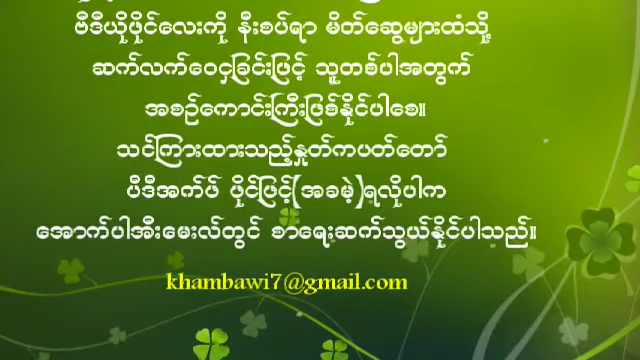 ဗီဒီယိုဖိုင်လေးကို နီးစပ်ရာ မိတ်ဆွေများထံသို့
ဆက်လက်ဝေငှခြင်းဖြင့် သူတစ်ပါအတွက်
အစဉ်ကောင်းကြီးဖြစ်နိုင်ပါစေ။
သင်ကြားထားသည့်နှုတ်ကပတ်တော်
ပီဒီအက်ဖ် ဖိုင်ဖြင့်(အခမဲ့)ရလိုပါက
အောက်ပါအီးမေးလ်တွင် စာရေးဆက်သွယ်နိုင်ပါသည်။
khambawi7@gmail.com